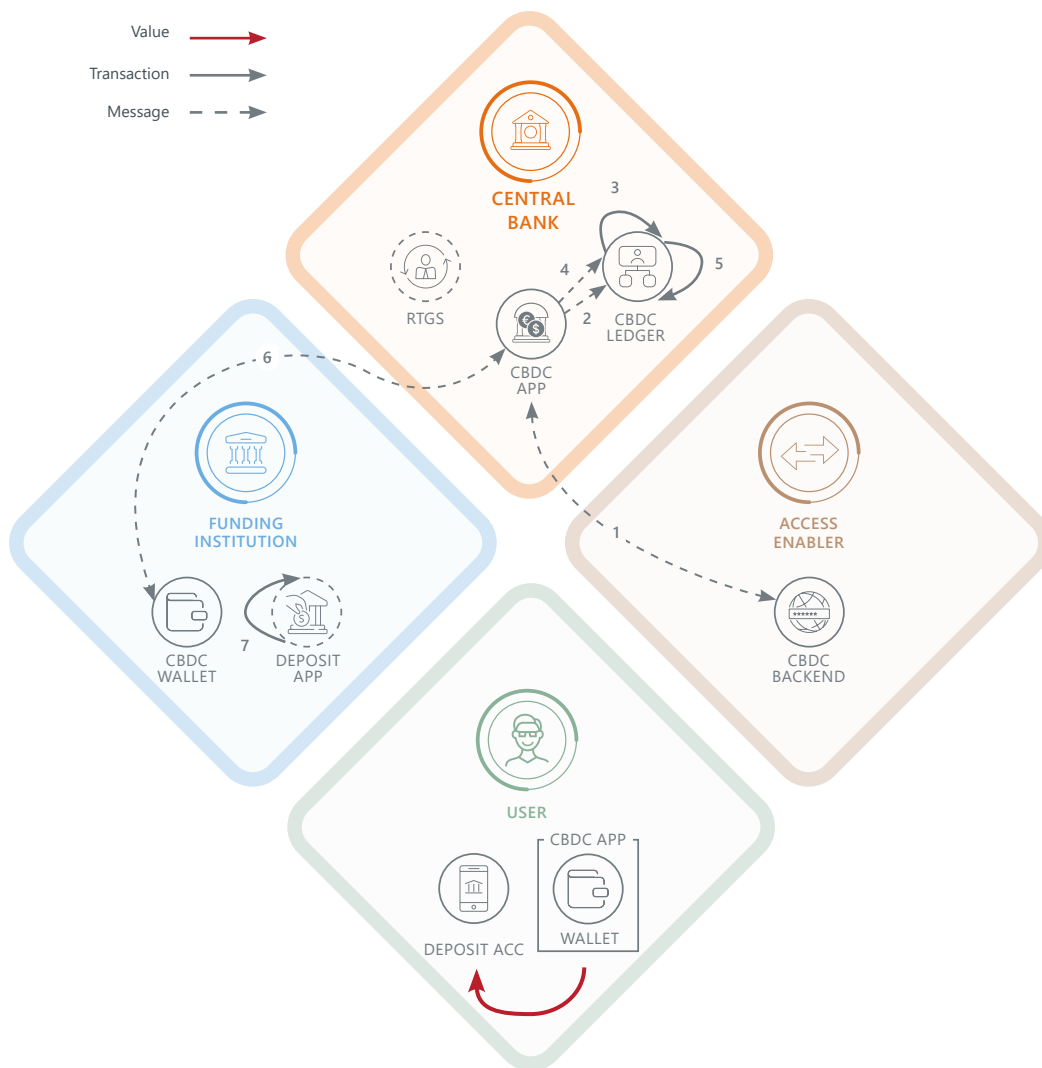 Value
Transaction
Message
CENTRAL
BANK
3
4
5
2
RTGS
CBDC
LEDGER
CBDC
APP
6
FUNDING
INSTITUTION
1
ACCESS
ENABLER
******
CBDC
BACKEND
€
$
$
7
CBDC
WALLET
DEPOSIT
APP
USER
CBDC APP
DEPOSIT ACC
WALLET